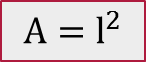 A = l²